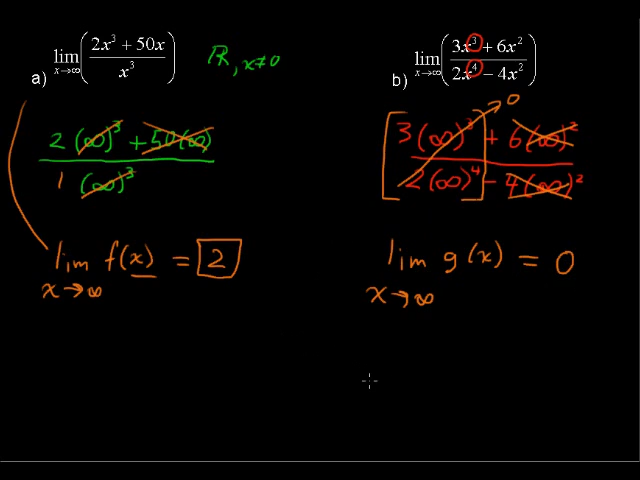 a) lim x→∞ ( (2x³ + 50x) / x³ ) ℝ, x≠0
2(∞)³ + 50(∞)
1 (∞)³
lim f(x) = 2
x→∞
b) lim x→∞ ( (3x³ + 6x²) / (2x⁴ − 4x²) )
0
3(∞)³ + 6(∞)²
2(∞)⁴ − 4(∞)²
lim g(x) = 0
x→∞